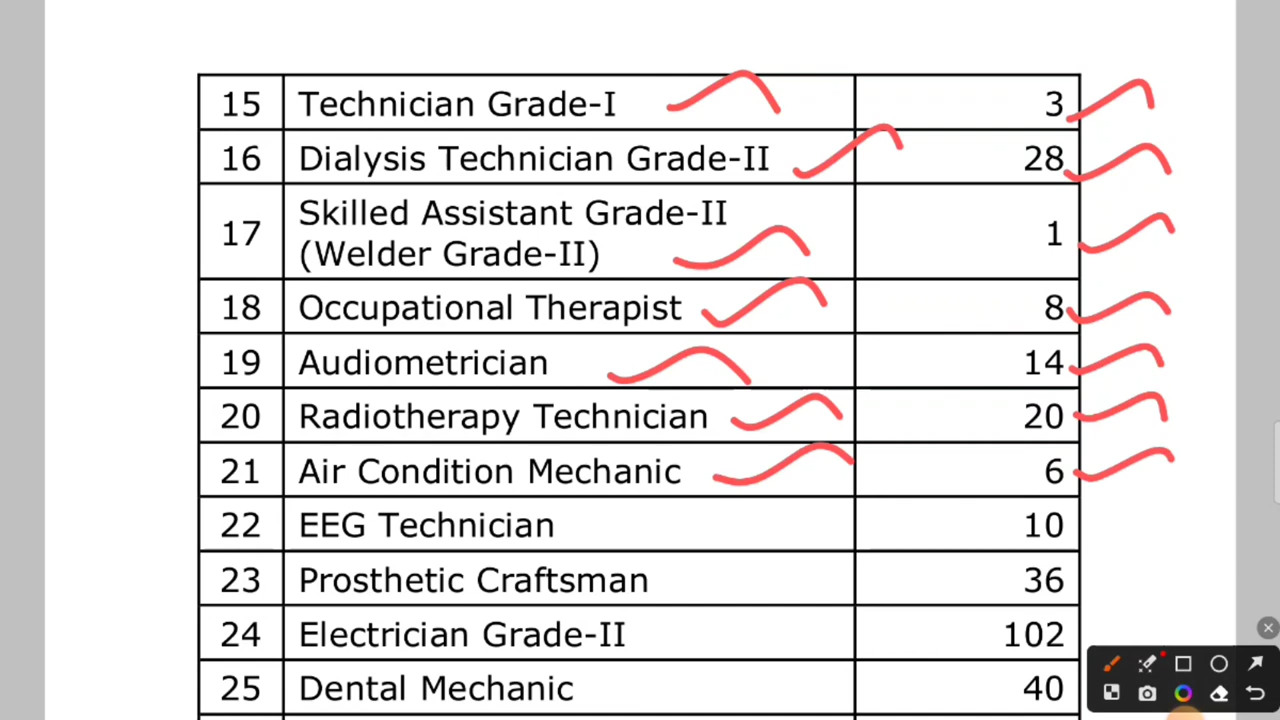 15 Technician Grade-I 3
16 Dialysis Technician Grade-II 28
17 Skilled Assistant Grade-II
(Welder Grade-II) 1
18 Occupational Therapist 8
19 Audiometrician 14
20 Radiotherapy Technician 20
21 Air Condition Mechanic 6
22 EEG Technician 10
23 Prosthetic Craftsman 36
24 Electrician Grade-II 102
25 Dental Mechanic 40